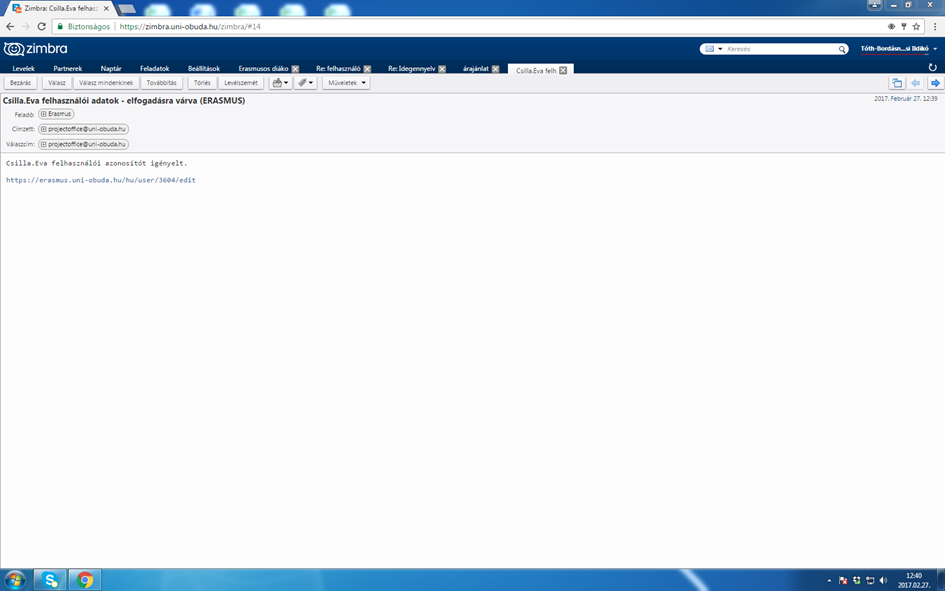 Zimbra: Csilla.Eva felhasz
Biztonságos https://zimbra.uni-obuda.hu/zimbra/#14
zimbra Keresés Tóth-Bordásn...si Ildikó
Levelek Partnerek Naptár Feladatok Beállítások Erasmusos diáko Re: felhasználó Re: Idegennyelv árajánlat Csilla.Eva felh
Bezárás Válasz Válasz mindenkinek Továbbítás Törlés Levélszemét Műveletek
Csilla.Eva felhasználói adatok - elfogadásra várva (ERASMUS) 2017. Február 27. 12:39
Feladó: Erasmus
Címzett: projectoffice@uni-obuda.hu
Válaszcím: projectoffice@uni-obuda.hu
Csilla.Eva felhasználói azonosítót igényelt.
https://erasmus.uni-obuda.hu/hu/user/3604/edit
12:40
2017.02.27.